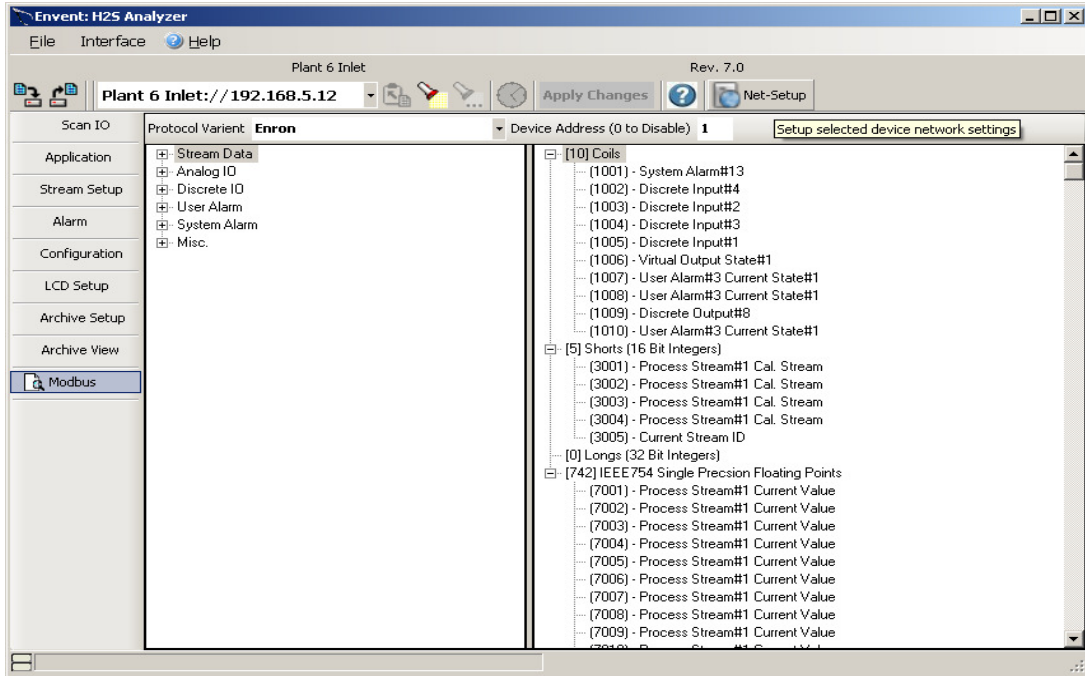 Envent: H2S Analyzer
File Interface Help
Plant 6 Inlet Rev. 7.0
Plant 6 Inlet://192.168.5.12 Apply Changes Net-Setup
Scan IO
Application
Stream Setup
Alarm
Configuration
LCD Setup
Archive Setup
Archive View
Modbus
Protocol Varient Enron Device Address (0 to Disable) 1
Setup selected device network settings
Stream Data
Analog IO
Discrete IO
User Alarm
System Alarm
Misc.
[10] Coils
(1001) - System Alarm#13
(1002) - Discrete Input#4
(1003) - Discrete Input#2
(1004) - Discrete Input#3
(1005) - Discrete Input#1
(1006) - Virtual Output State#1
(1007) - User Alarm#3 Current State#1
(1008) - User Alarm#3 Current State#1
(1009) - Discrete Output#8
(1010) - User Alarm#3 Current State#1
[5] Shorts (16 Bit Integers)
(3001) - Process Stream#1 Cal. Stream
(3002) - Process Stream#1 Cal. Stream
(3003) - Process Stream#1 Cal. Stream
(3004) - Process Stream#1 Cal. Stream
(3005) - Current Stream ID
[0] Longs (32 Bit Integers)
[742] IEEE754 Single Precsion Floating Points
(7001) - Process Stream#1 Current Value
(7002) - Process Stream#1 Current Value
(7003) - Process Stream#1 Current Value
(7004) - Process Stream#1 Current Value
(7005) - Process Stream#1 Current Value
(7006) - Process Stream#1 Current Value
(7007) - Process Stream#1 Current Value
(7008) - Process Stream#1 Current Value
(7009) - Process Stream#1 Current Value